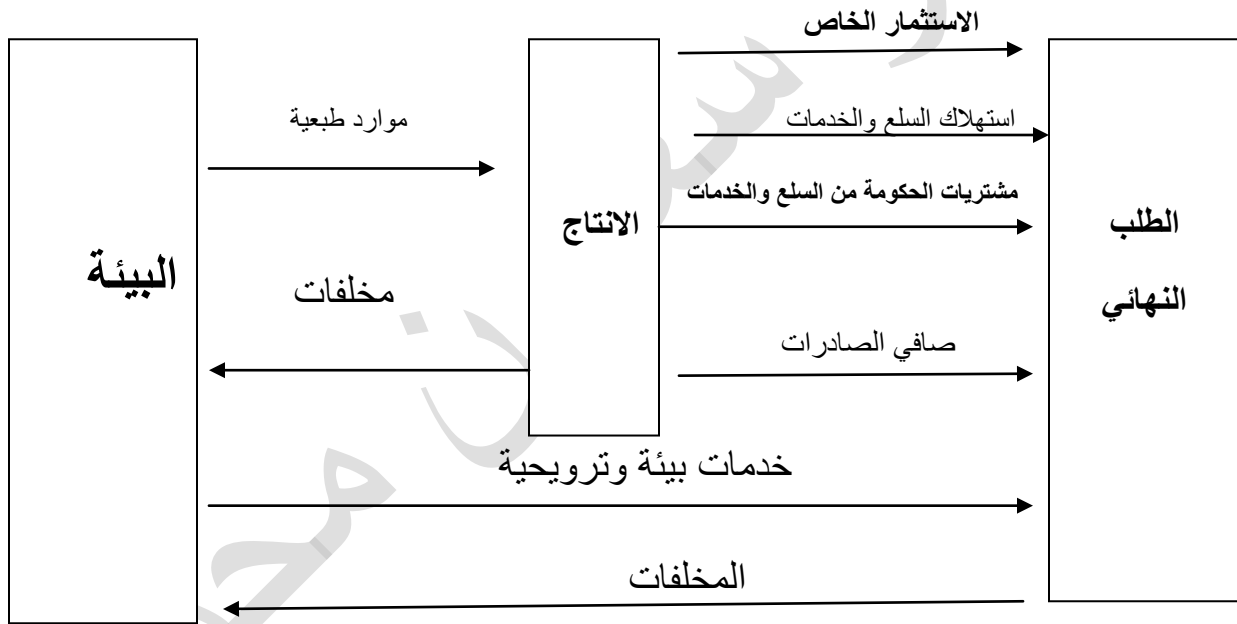 الاستثمار الخاص
موارد طبعية
استهلاك السلع والخدمات
مشتريات الحكومة من السلع والخدمات
الانتاج
الطلب
النهائي
البيئة
مخلفات
صافي الصادرات
خدمات بيئة وترويحية
المخلفات